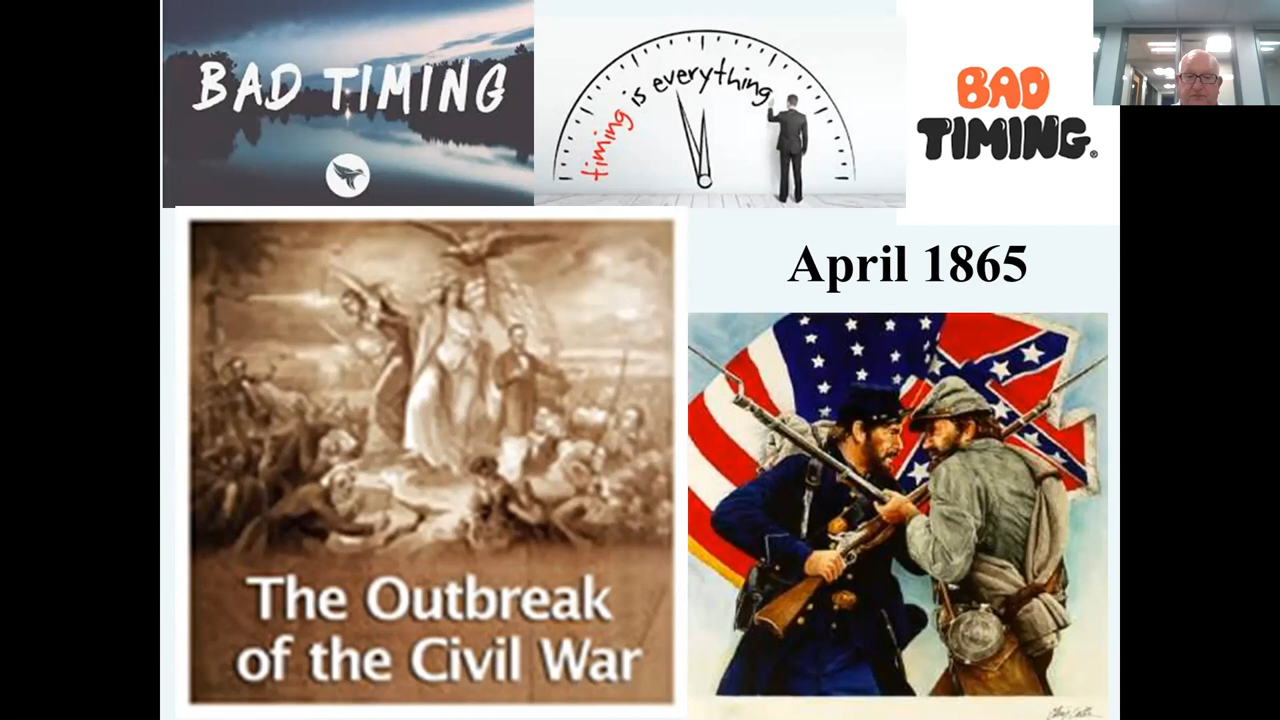 BAD TIMING
timing is everything
BAD
TIMING®
April 1865
The Outbreak
of the Civil War